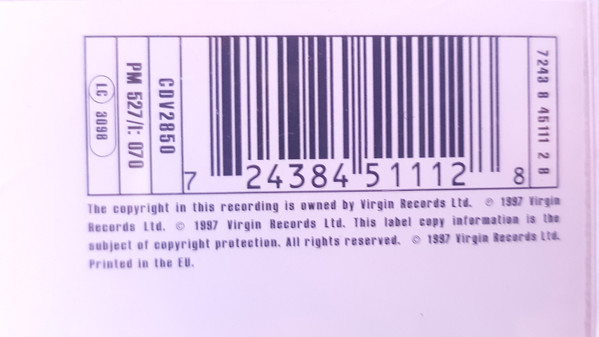 LC 3098
PM 527/I: 070
CDV2850
7 24384 51112 8
7243 8 45111 2 8
The copyright in this recording is owned by Virgin Records Ltd. ℗ 1997 Virgin
Records Ltd. © 1997 Virgin Records Ltd. This label copy information is the
subject of copyright protection. All rights reserved. © 1997 Virgin Records Ltd.
Printed in the EU.